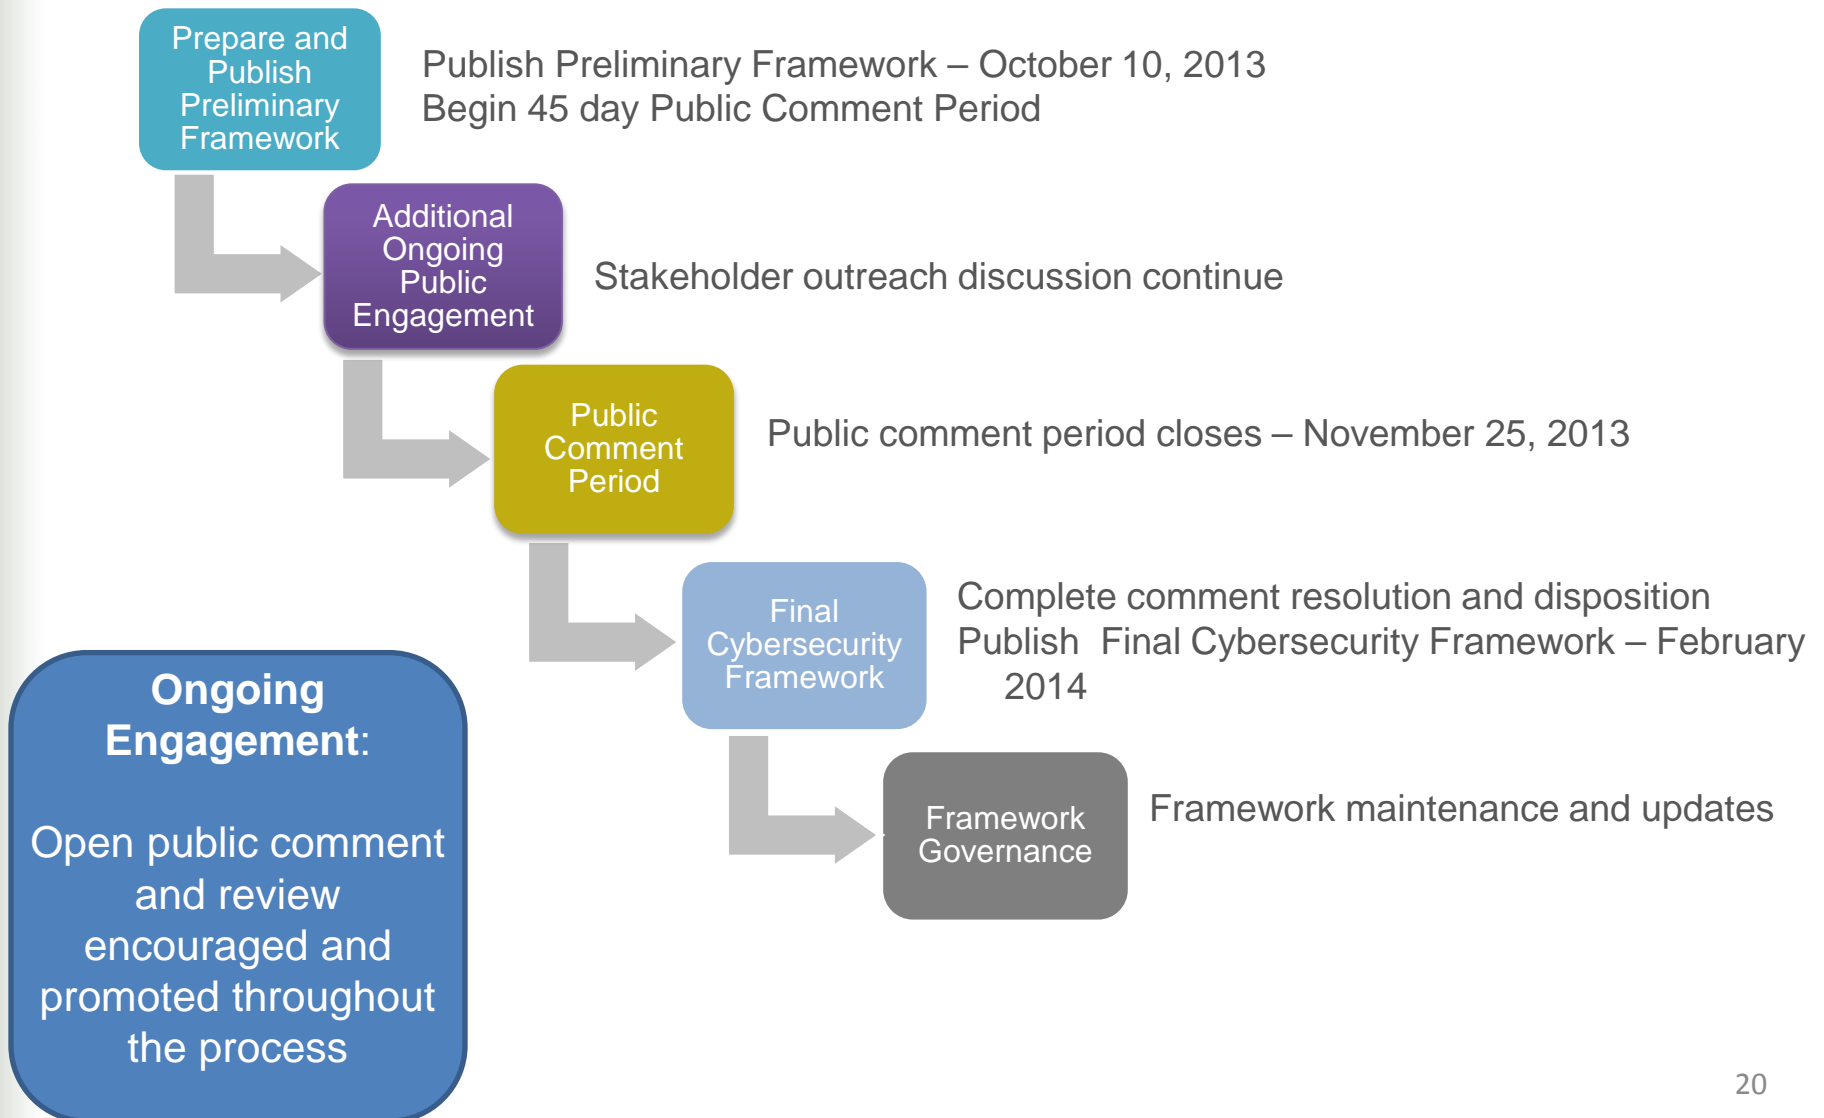 Prepare and
Publish
Preliminary
Framework
Publish Preliminary Framework – October 10, 2013
Begin 45 day Public Comment Period
Additional
Ongoing
Public
Engagement
Stakeholder outreach discussion continue
Public
Comment
Period
Public comment period closes – November 25, 2013
Final
Cybersecurity
Framework
Complete comment resolution and disposition
Publish  Final Cybersecurity Framework – February
2014
Framework
Governance
Framework maintenance and updates
Ongoing
Engagement:
Open public comment
and review
encouraged and
promoted throughout
the process
20